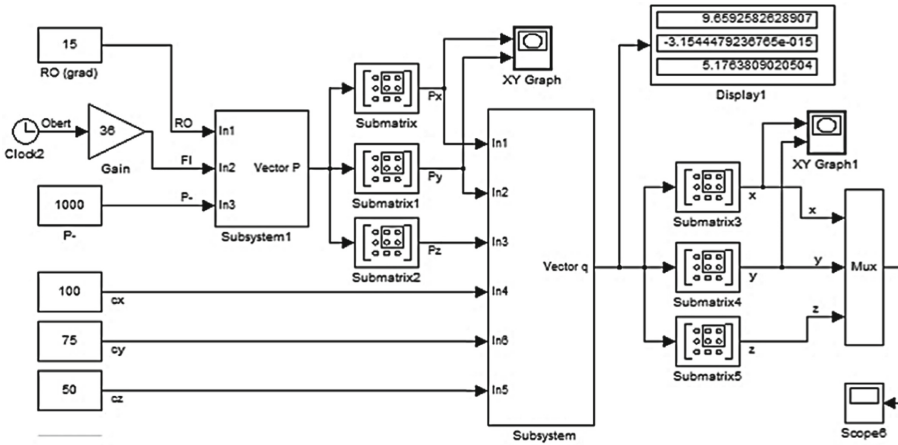 15
RO (grad)
Clock2
Obert
36
Gain
RO
FI
1000
P-
P-
In1
In2
In3
Vector P
Subsystem1
Submatrix
Px
Submatrix1
Py
Submatrix2
Pz
XY Graph
100
cx
75
cy
50
cz
In1
In2
In3
In4
In6
In5
Vector q
Subsystem
9.6592582628907
-3.1544479236765e-015
5.1763809020504
Display1
XY Graph1
Submatrix3
x
x
Submatrix4
y
y
Submatrix5
z
z
Mux
Scope6